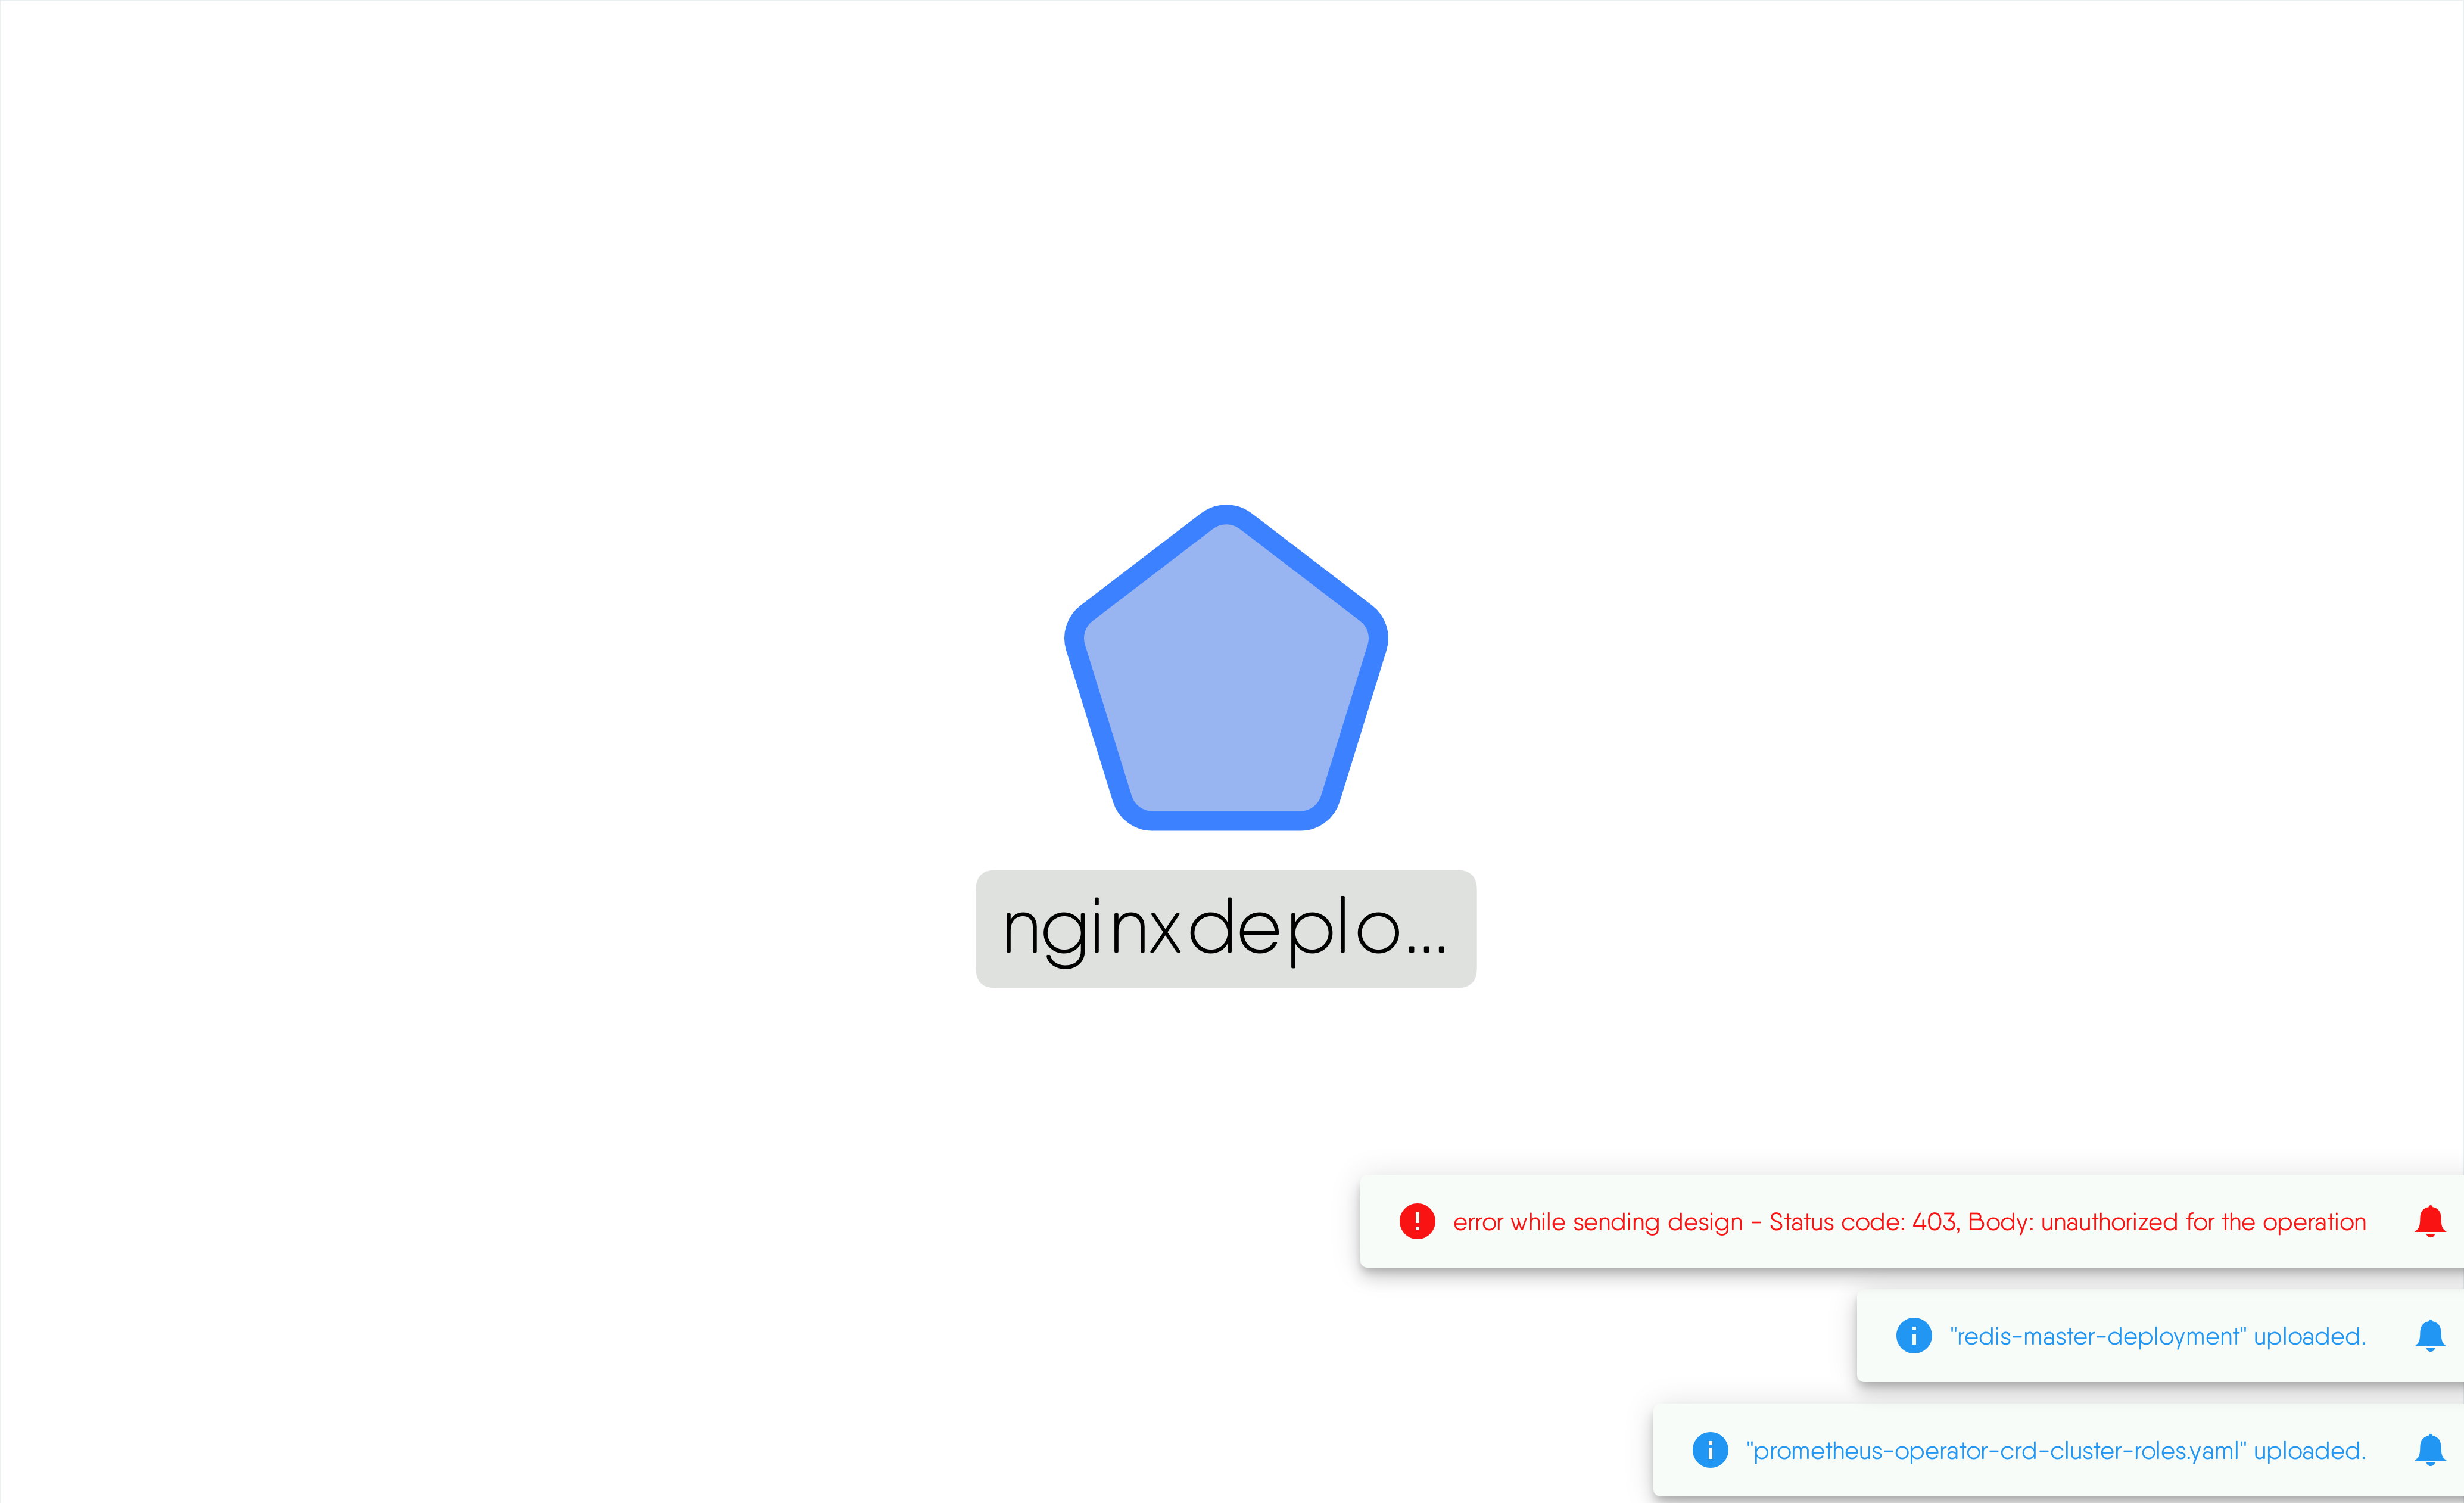 nginxdeplo...
error while sending design - Status code: 403, Body: unauthorized for the operation
"redis-master-deployment" uploaded.
"prometheus-operator-crd-cluster-roles.yaml" uploaded.